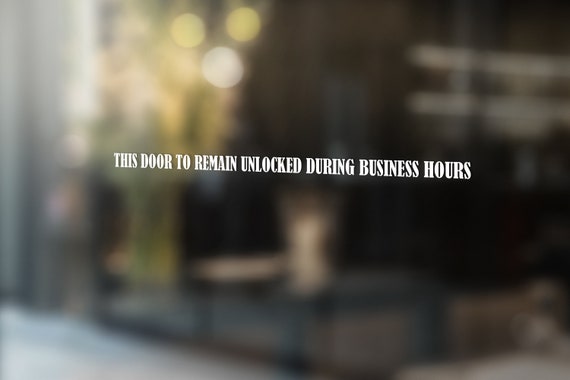 THIS DOOR TO REMAIN UNLOCKED DURING BUSINESS HOURS